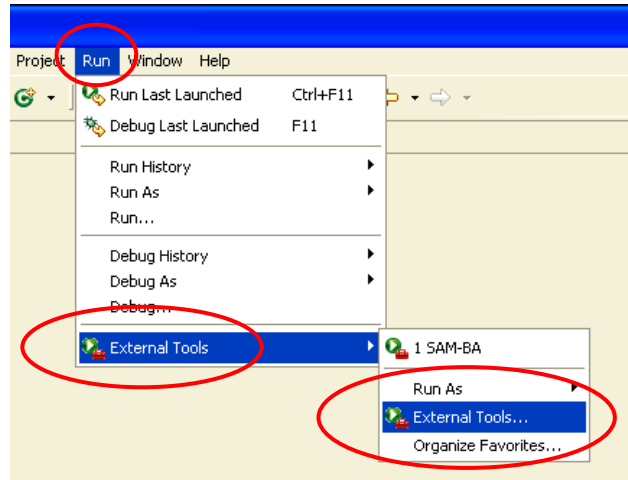 Project Run Window Help
Run Last Launched Ctrl+F11
Debug Last Launched F11
Run History
Run As
Run...
Debug History
Debug As
Debug...
External Tools
1 SAM-BA
Run As
External Tools...
Organize Favorites...